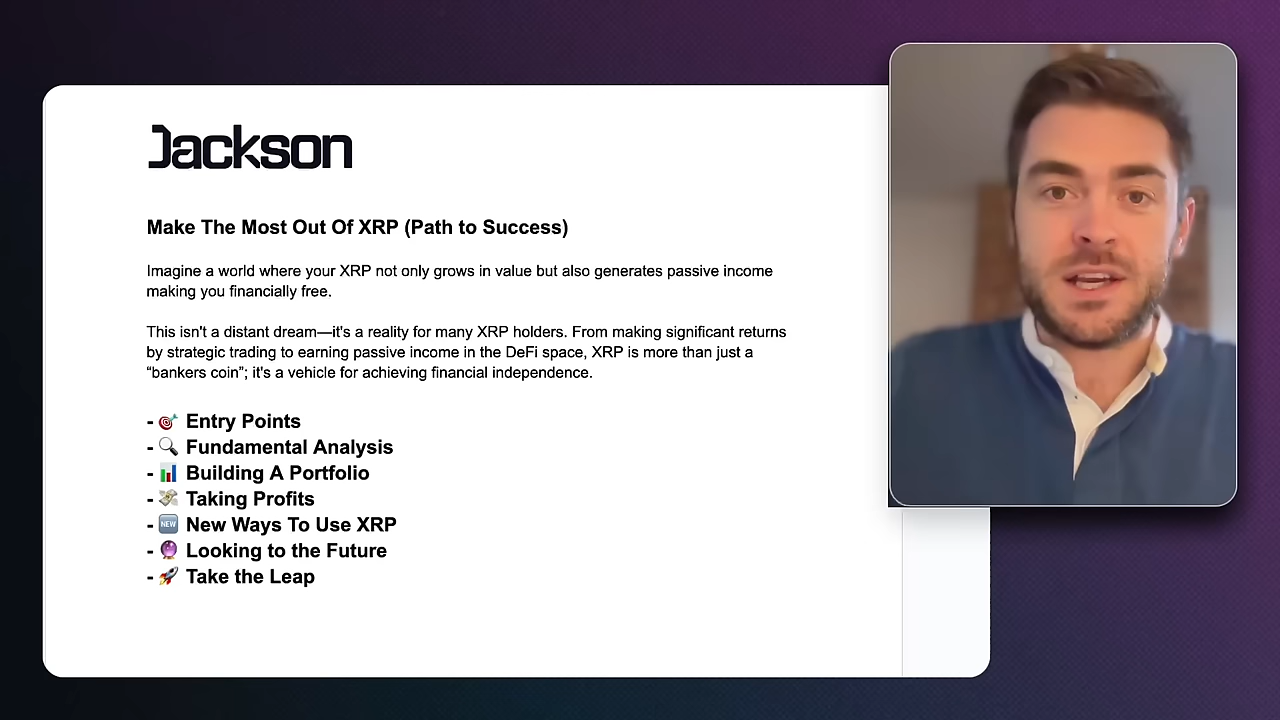 Jackson
Make The Most Out Of XRP (Path to Success)
Imagine a world where your XRP not only grows in value but also generates passive income
making you financially free.
This isn't a distant dream—it's a reality for many XRP holders. From making significant returns
by strategic trading to earning passive income in the DeFi space, XRP is more than just a
“bankers coin”; it's a vehicle for achieving financial independence.
- 🎯 Entry Points
- 🔍 Fundamental Analysis
- 📊 Building A Portfolio
- 💸 Taking Profits
- 🆕 New Ways To Use XRP
- 🔮 Looking to the Future
- 🚀 Take the Leap